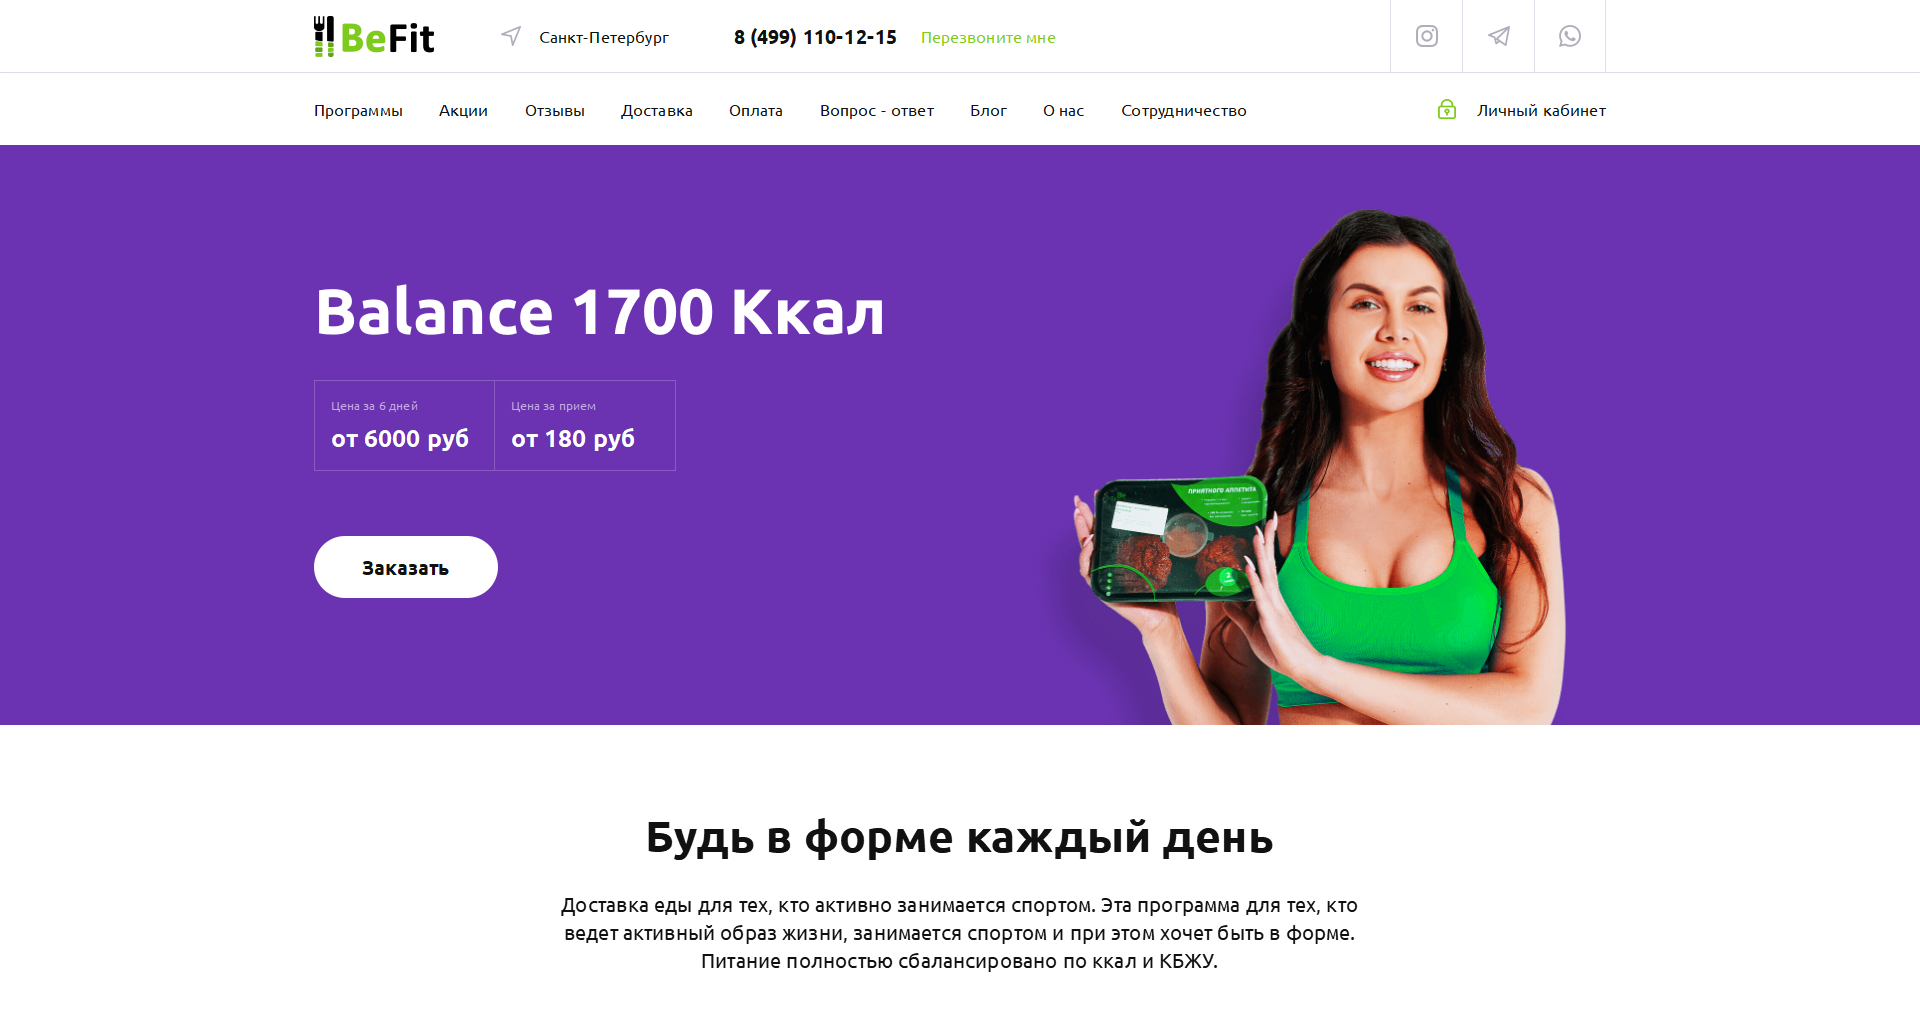 BeFit
Санкт-Петербург
8 (499) 110-12-15
Перезвоните мне
Программы
Акции
Отзывы
Доставка
Оплата
Вопрос - ответ
Блог
О нас
Сотрудничество
Личный кабинет
Balance 1700 Ккал
Цена за 6 дней
от 6000 руб
Цена за прием
от 180 руб
Заказать
ПРИЯТНОГО АППЕТИТА
Будь в форме каждый день
Доставка еды для тех, кто активно занимается спортом. Эта программа для тех, кто
ведет активный образ жизни, занимается спортом и при этом хочет быть в форме.
Питание полностью сбалансировано по ккал и КБЖУ.